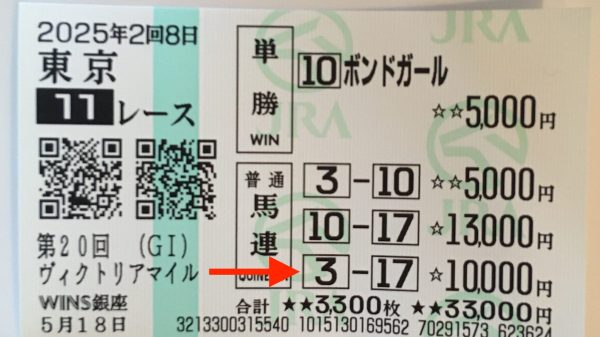 2025年2回8日
東京
11レース
第20回 (GI)
ヴィクトリアマイル
WINS銀座
5月18日
単勝
WIN
10ボンドガール
☆☆5,000円
普通
馬連
3-10 ☆☆5,000円
10-17 ☆13,000円
3-17 ☆10,000円
合計 ★★3,300枚 ★★33,000円
3213300315540 1015130169562 70291573 623624
JRA
JRA
JRA